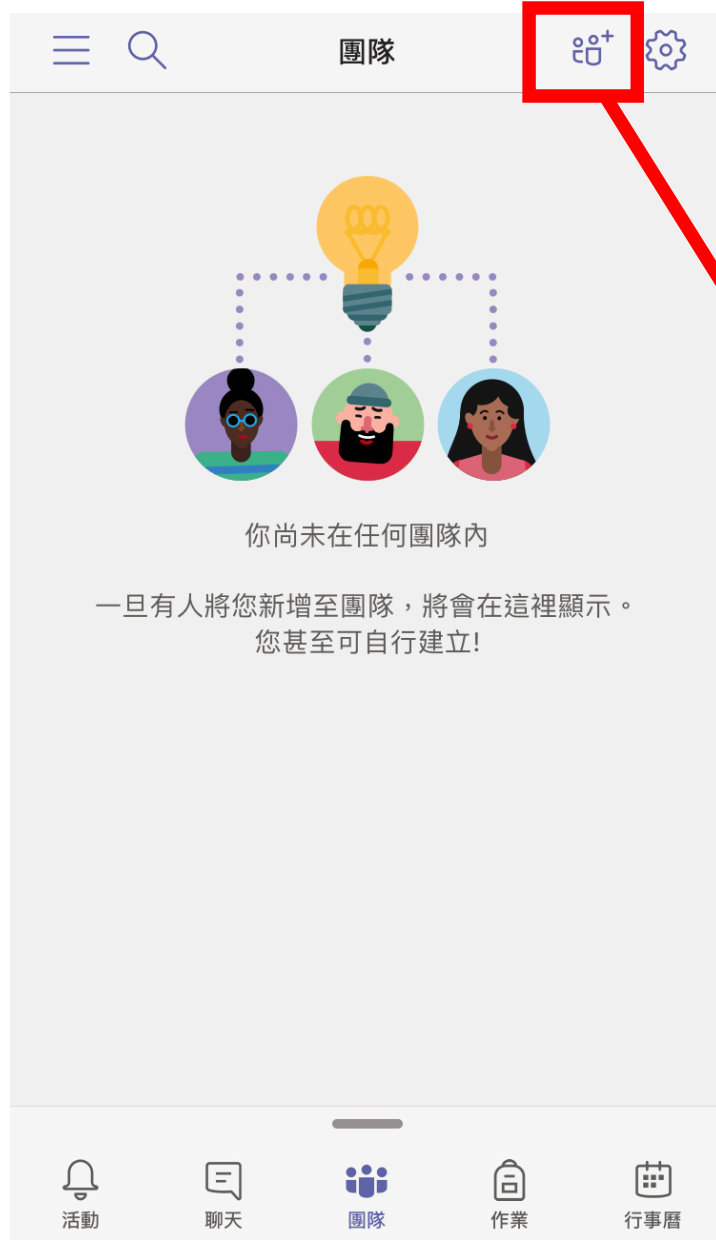 團隊
你尚未在任何團隊內
一旦有人將您新增至團隊，將會在這裡顯示。
您甚至可自行建立!
活動
聊天
團隊
作業
行事曆